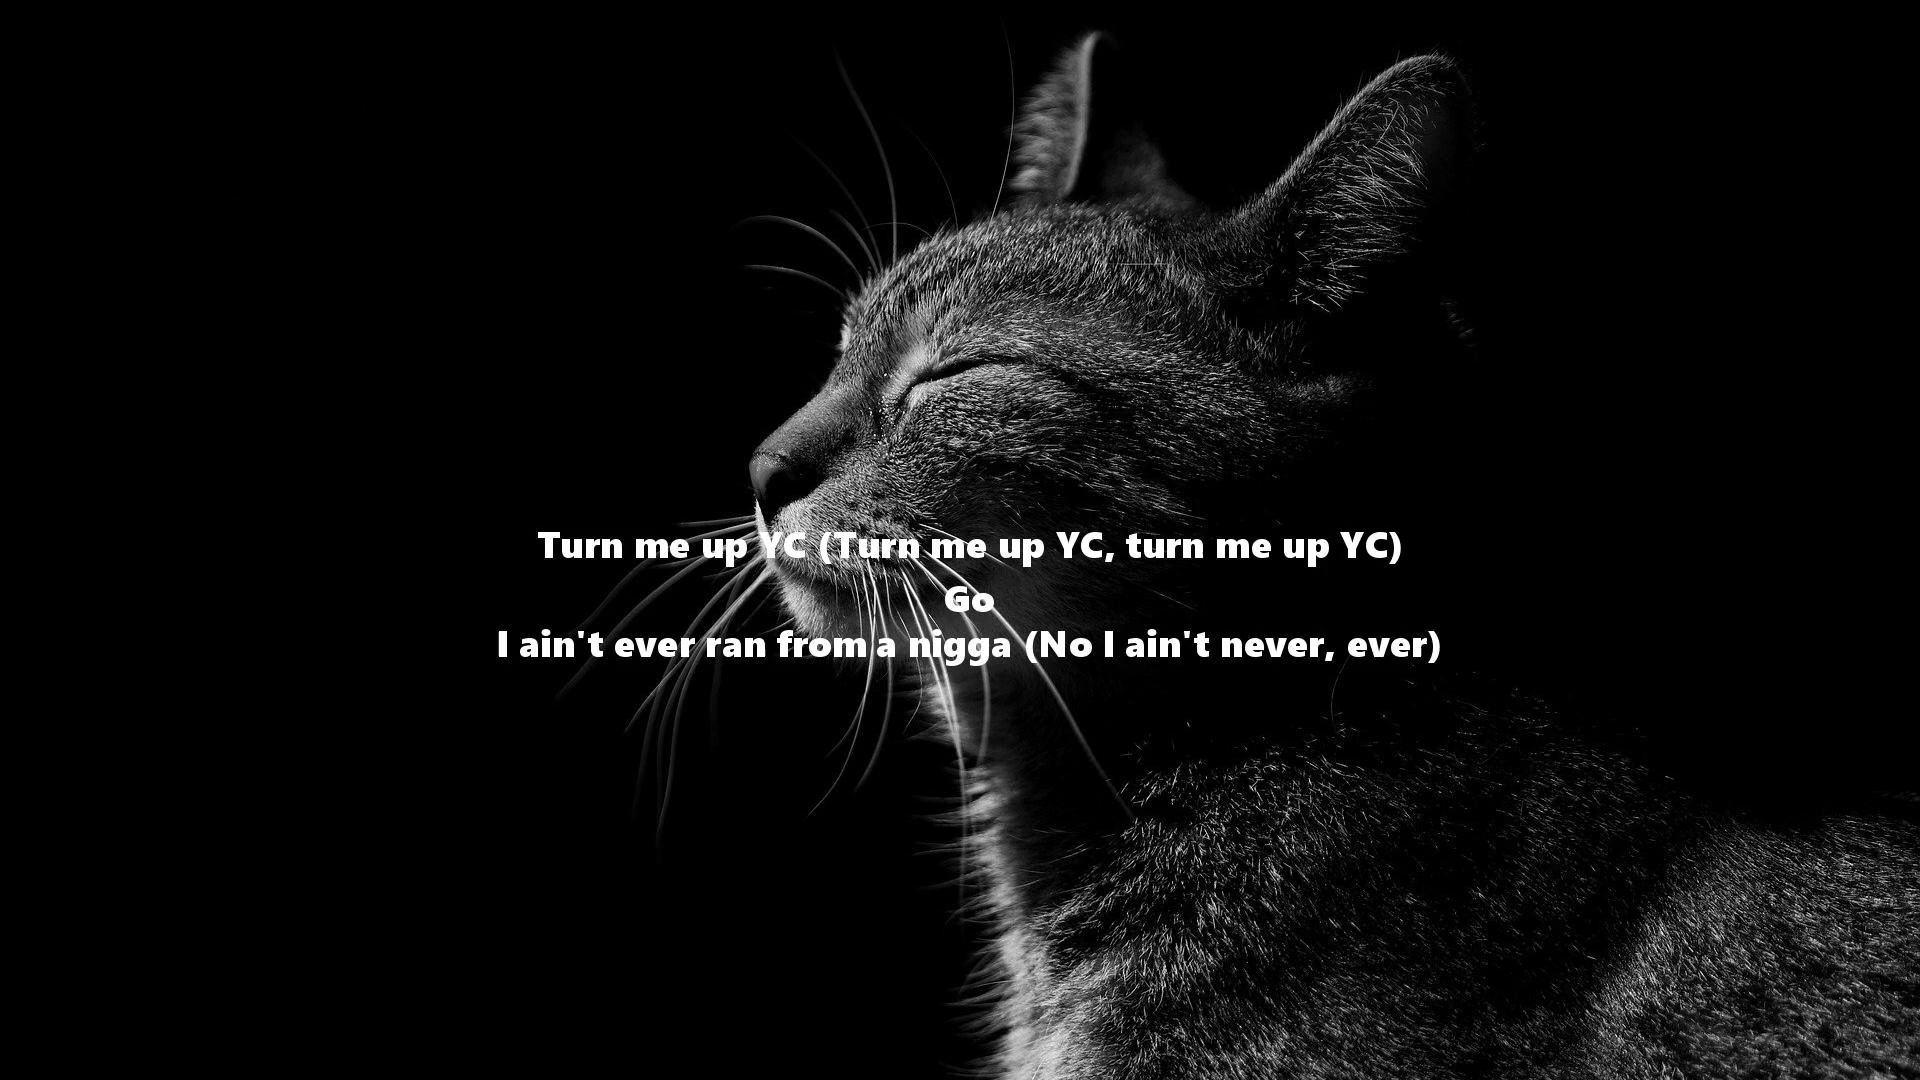 Turn me up YC (Turn me up YC, turn me up YC)
Go
I ain't ever ran from a nigga (No I ain't never, ever)